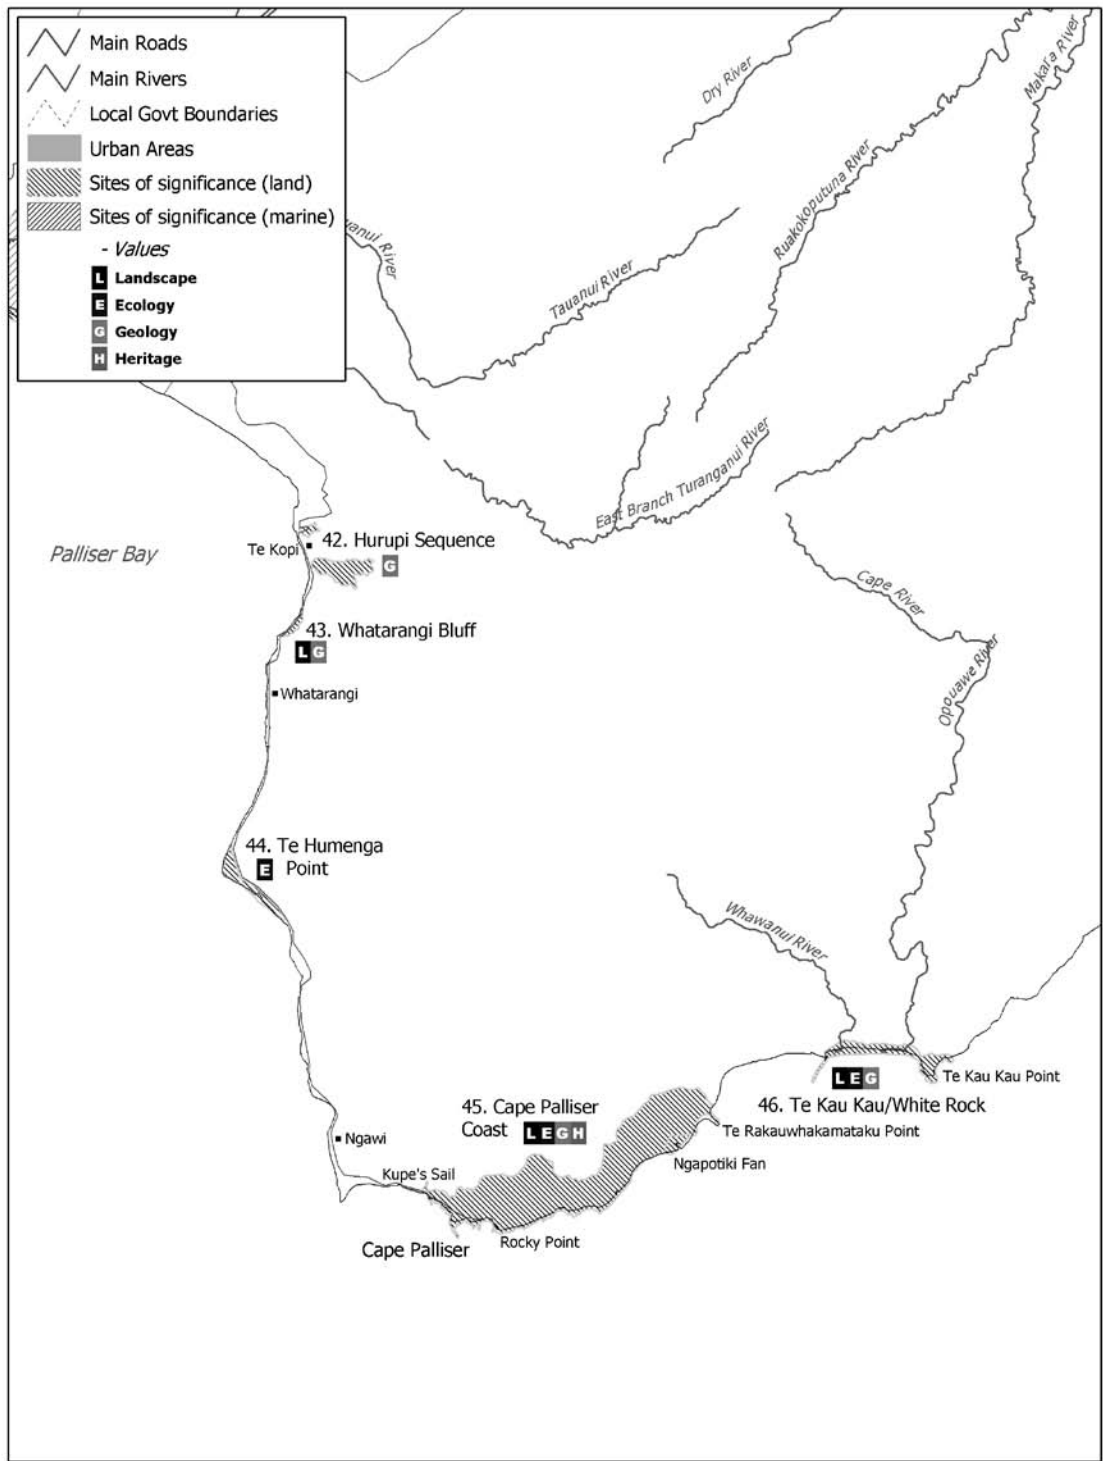 Main Roads
Main Rivers
Local Govt Boundaries
Urban Areas
Sites of significance (land)
Sites of significance (marine)
- Values
L Landscape
E Ecology
G Geology
H Heritage
Dry River
Makara River
Ruakokoputuna River
River
Tauanui River
East Branch Turanganui River
Palliser Bay
Te Kopi
42. Hurupi Sequence
G
Cape River
43. Whatarangi Bluff
L G
Opouawe River
Whatarangi
44. Te Humenga
Point
E
Whawanui River
L E G
Te Kau Kau Point
46. Te Kau Kau/White Rock
45. Cape Palliser
Coast
L E G H
Te Rakauwhakamataku Point
Ngawi
Ngapotiki Fan
Kupe's Sail
Rocky Point
Cape Palliser